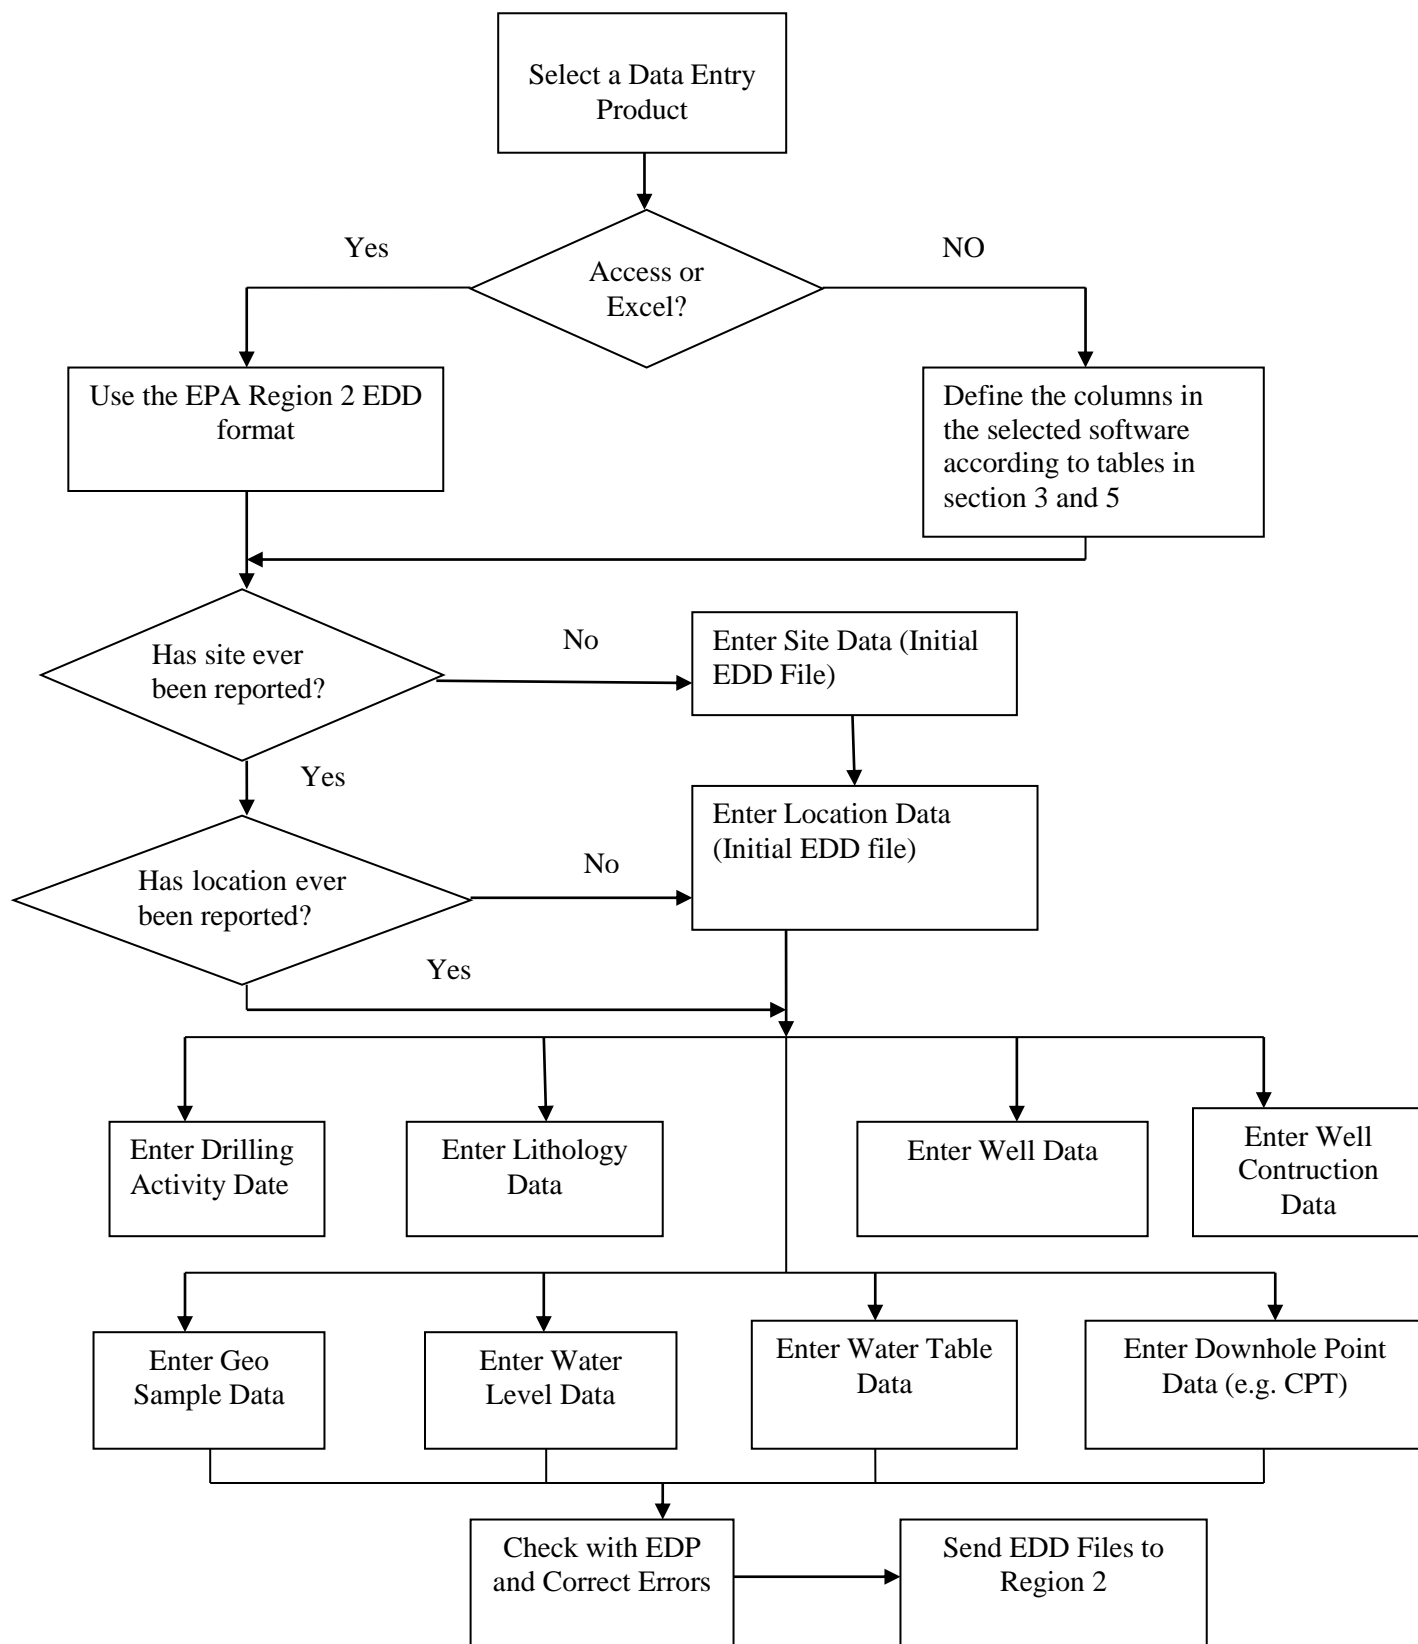 Select a Data Entry
Product
Yes
NO
Access or
Excel?
Use the EPA Region 2 EDD
format
Define the columns in
the selected software
according to tables in
section 3 and 5
Has site ever
been reported?
No
Enter Site Data (Initial
EDD File)
Yes
Enter Location Data
(Initial EDD file)
Has location ever
been reported?
No
Yes
Enter Drilling
Activity Date
Enter Lithology
Data
Enter Well Data
Enter Well
Contruction
Data
Enter Geo
Sample Data
Enter Water
Level Data
Enter Water Table
Data
Enter Downhole Point
Data (e.g. CPT)
Check with EDP
and Correct Errors
Send EDD Files to
Region 2